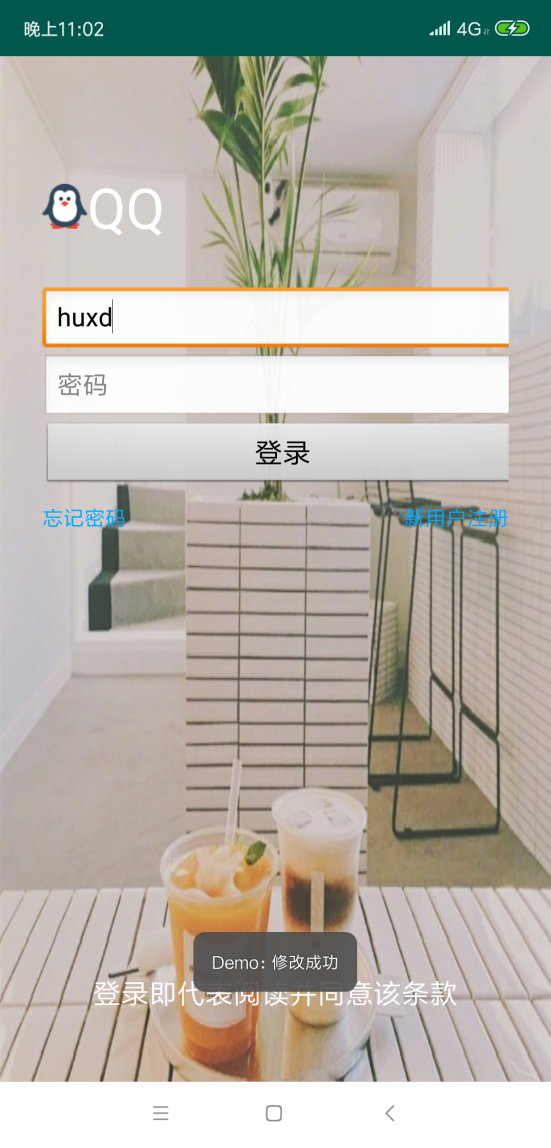 晚上11:02 4G
QQ
huxd
密码
登录
忘记密码 新用户注册
Demo: 修改成功
登录即代表阅读并同意该条款